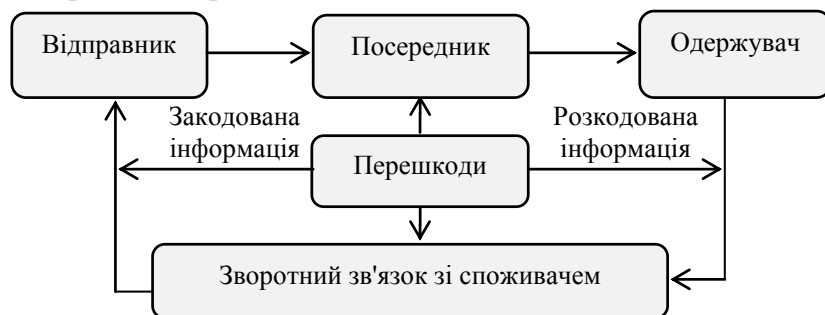 Відправник
Посередник
Одержувач
Закодована
інформація
Розкодована
інформація
Перешкоди
Зворотний зв'язок зі споживачем